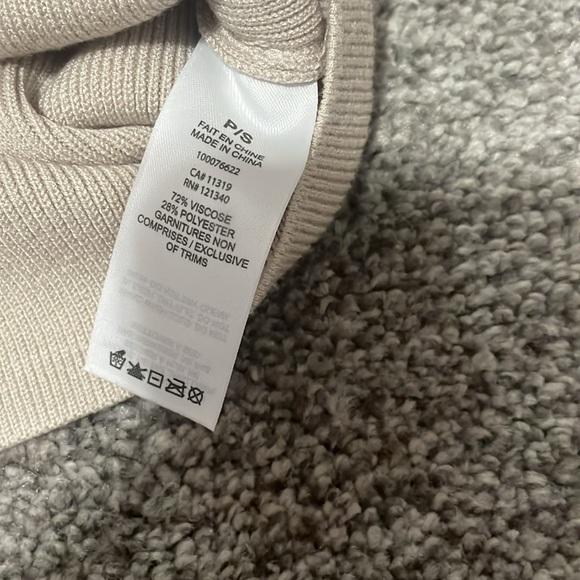 P/S
FAIT EN CHINE
MADE IN CHINA
100076622
CA# 11319
RN# 121340
72% VISCOSE
28% POLYESTER
GARNITURES NON
COMPRISES / EXCLUSIVE
OF TRIMS